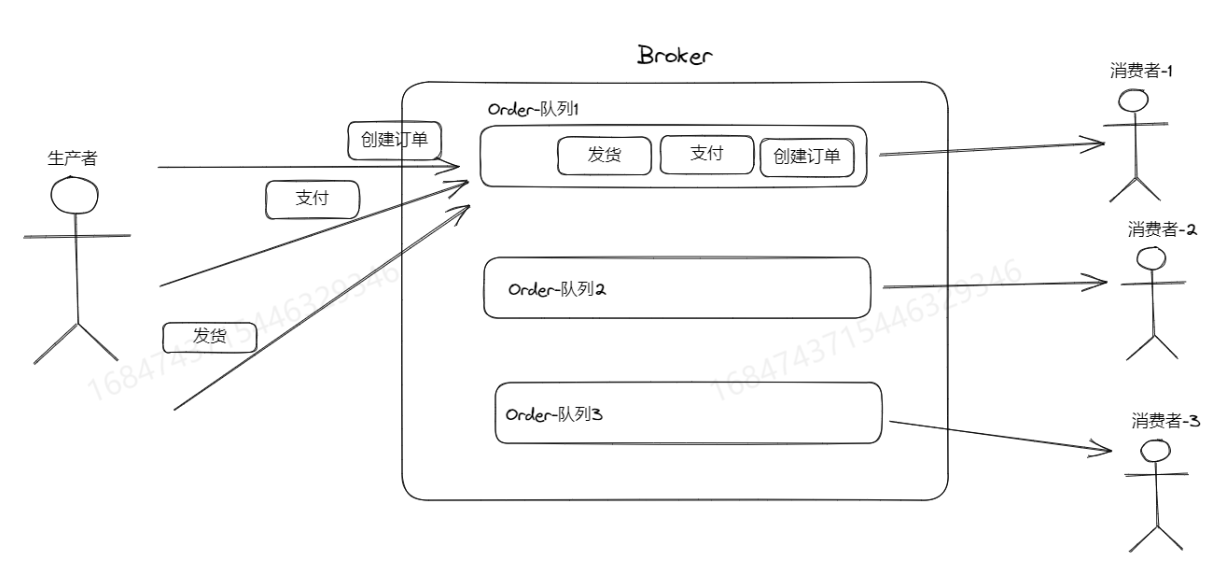 Broker
生产者
创建订单
支付
发货
Order-队列1
发货
支付
创建订单
Order-队列2
Order-队列3
消费者-1
消费者-2
消费者-3
1684743715446329346
1684743715446329346